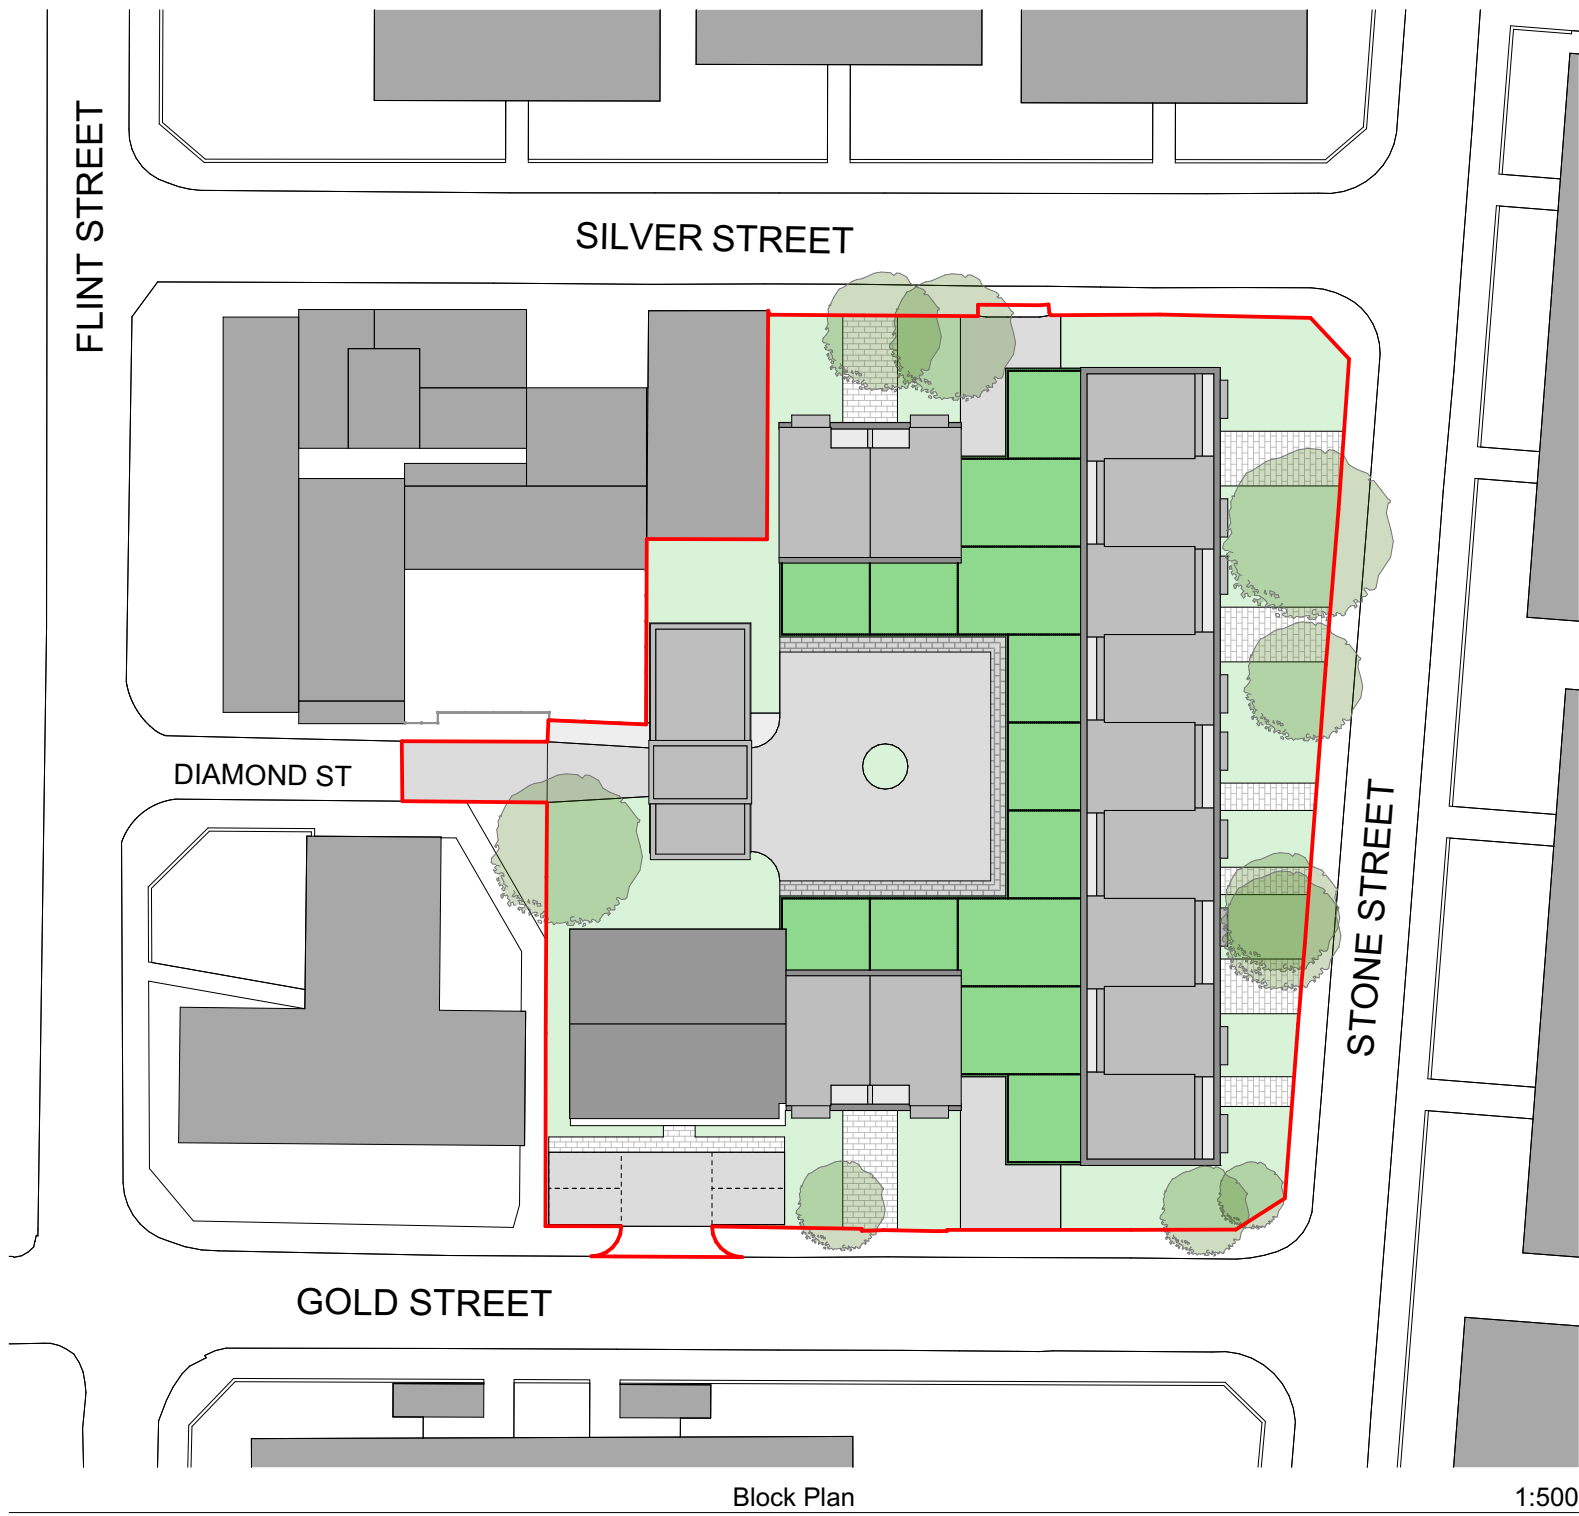 FLINT STREET
SILVER STREET
DIAMOND ST
STONE STREET
GOLD STREET
Block Plan
1:500